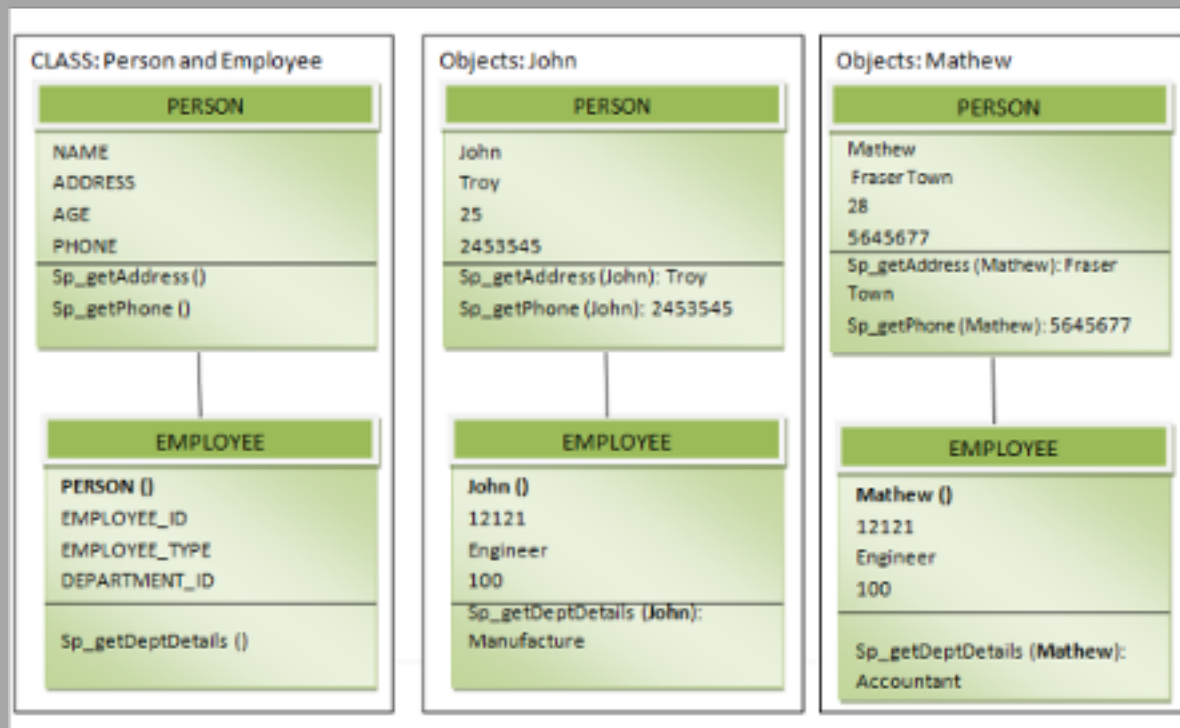 CLASS: Person and Employee
PERSON
NAME
ADDRESS
AGE
PHONE
Sp_getAddress ()
Sp_getPhone ()
EMPLOYEE
PERSON ()
EMPLOYEE_ID
EMPLOYEE_TYPE
DEPARTMENT_ID
Sp_getDeptDetails ()
Objects: John
PERSON
John
Troy
25
2453545
Sp_getAddress (John): Troy
Sp_getPhone (John): 2453545
EMPLOYEE
John ()
12121
Engineer
100
Sp_getDeptDetails (John):
Manufacture
Objects: Mathew
PERSON
Mathew
Fraser Town
28
5645677
Sp_getAddress (Mathew): Fraser
Town
Sp_getPhone (Mathew): 5645677
EMPLOYEE
Mathew ()
12121
Engineer
100
Sp_getDeptDetails (Mathew):
Accountant